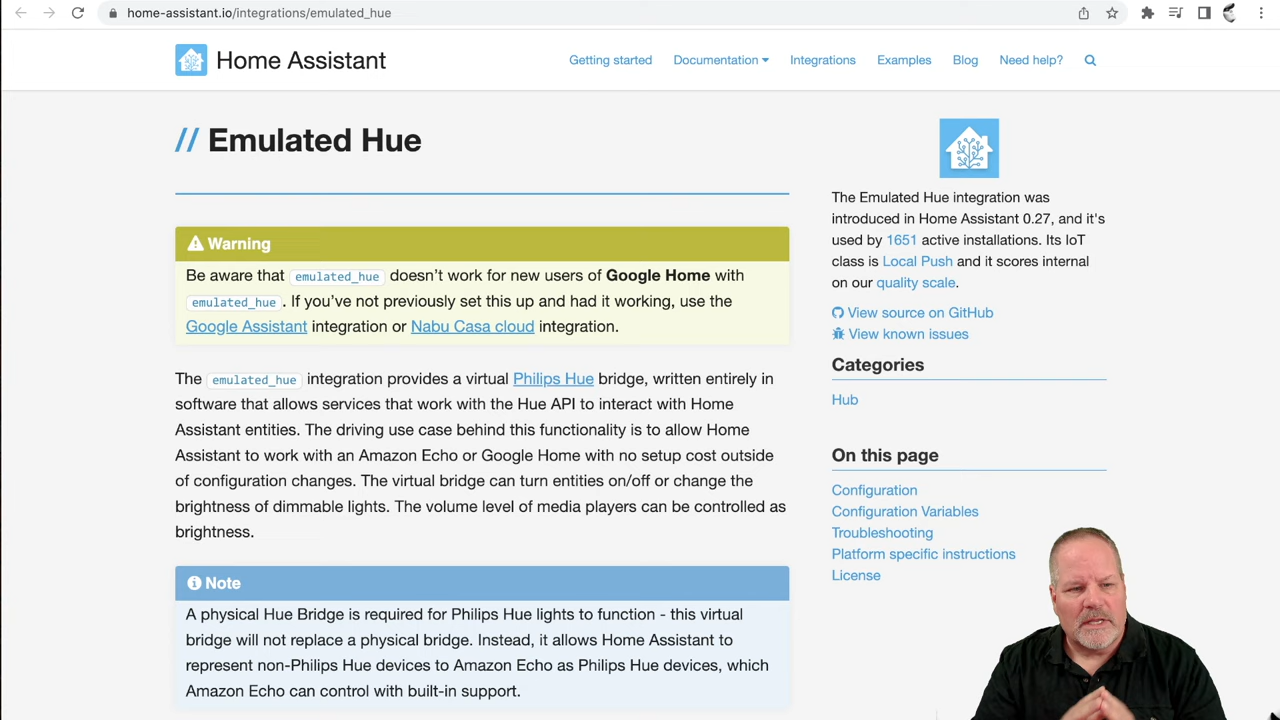 home-assistant.io/integrations/emulated_hue
Home Assistant
Getting started Documentation Integrations Examples Blog Need help?
// Emulated Hue
Warning
Be aware that emulated_hue doesn’t work for new users of Google Home with
emulated_hue. If you’ve not previously set this up and had it working, use the
Google Assistant integration or Nabu Casa cloud integration.
The emulated_hue integration provides a virtual Philips Hue bridge, written entirely in
software that allows services that work with the Hue API to interact with Home
Assistant entities. The driving use case behind this functionality is to allow Home
Assistant to work with an Amazon Echo or Google Home with no setup cost outside
of configuration changes. The virtual bridge can turn entities on/off or change the
brightness of dimmable lights. The volume level of media players can be controlled as
brightness.
Note
A physical Hue Bridge is required for Philips Hue lights to function - this virtual
bridge will not replace a physical bridge. Instead, it allows Home Assistant to
represent non-Philips Hue devices to Amazon Echo as Philips Hue devices, which
Amazon Echo can control with built-in support.
The Emulated Hue integration was
introduced in Home Assistant 0.27, and it's
used by 1651 active installations. Its IoT
class is Local Push and it scores internal
on our quality scale.
View source on GitHub
View known issues
Categories
Hub
On this page
Configuration
Configuration Variables
Troubleshooting
Platform specific instructions
License